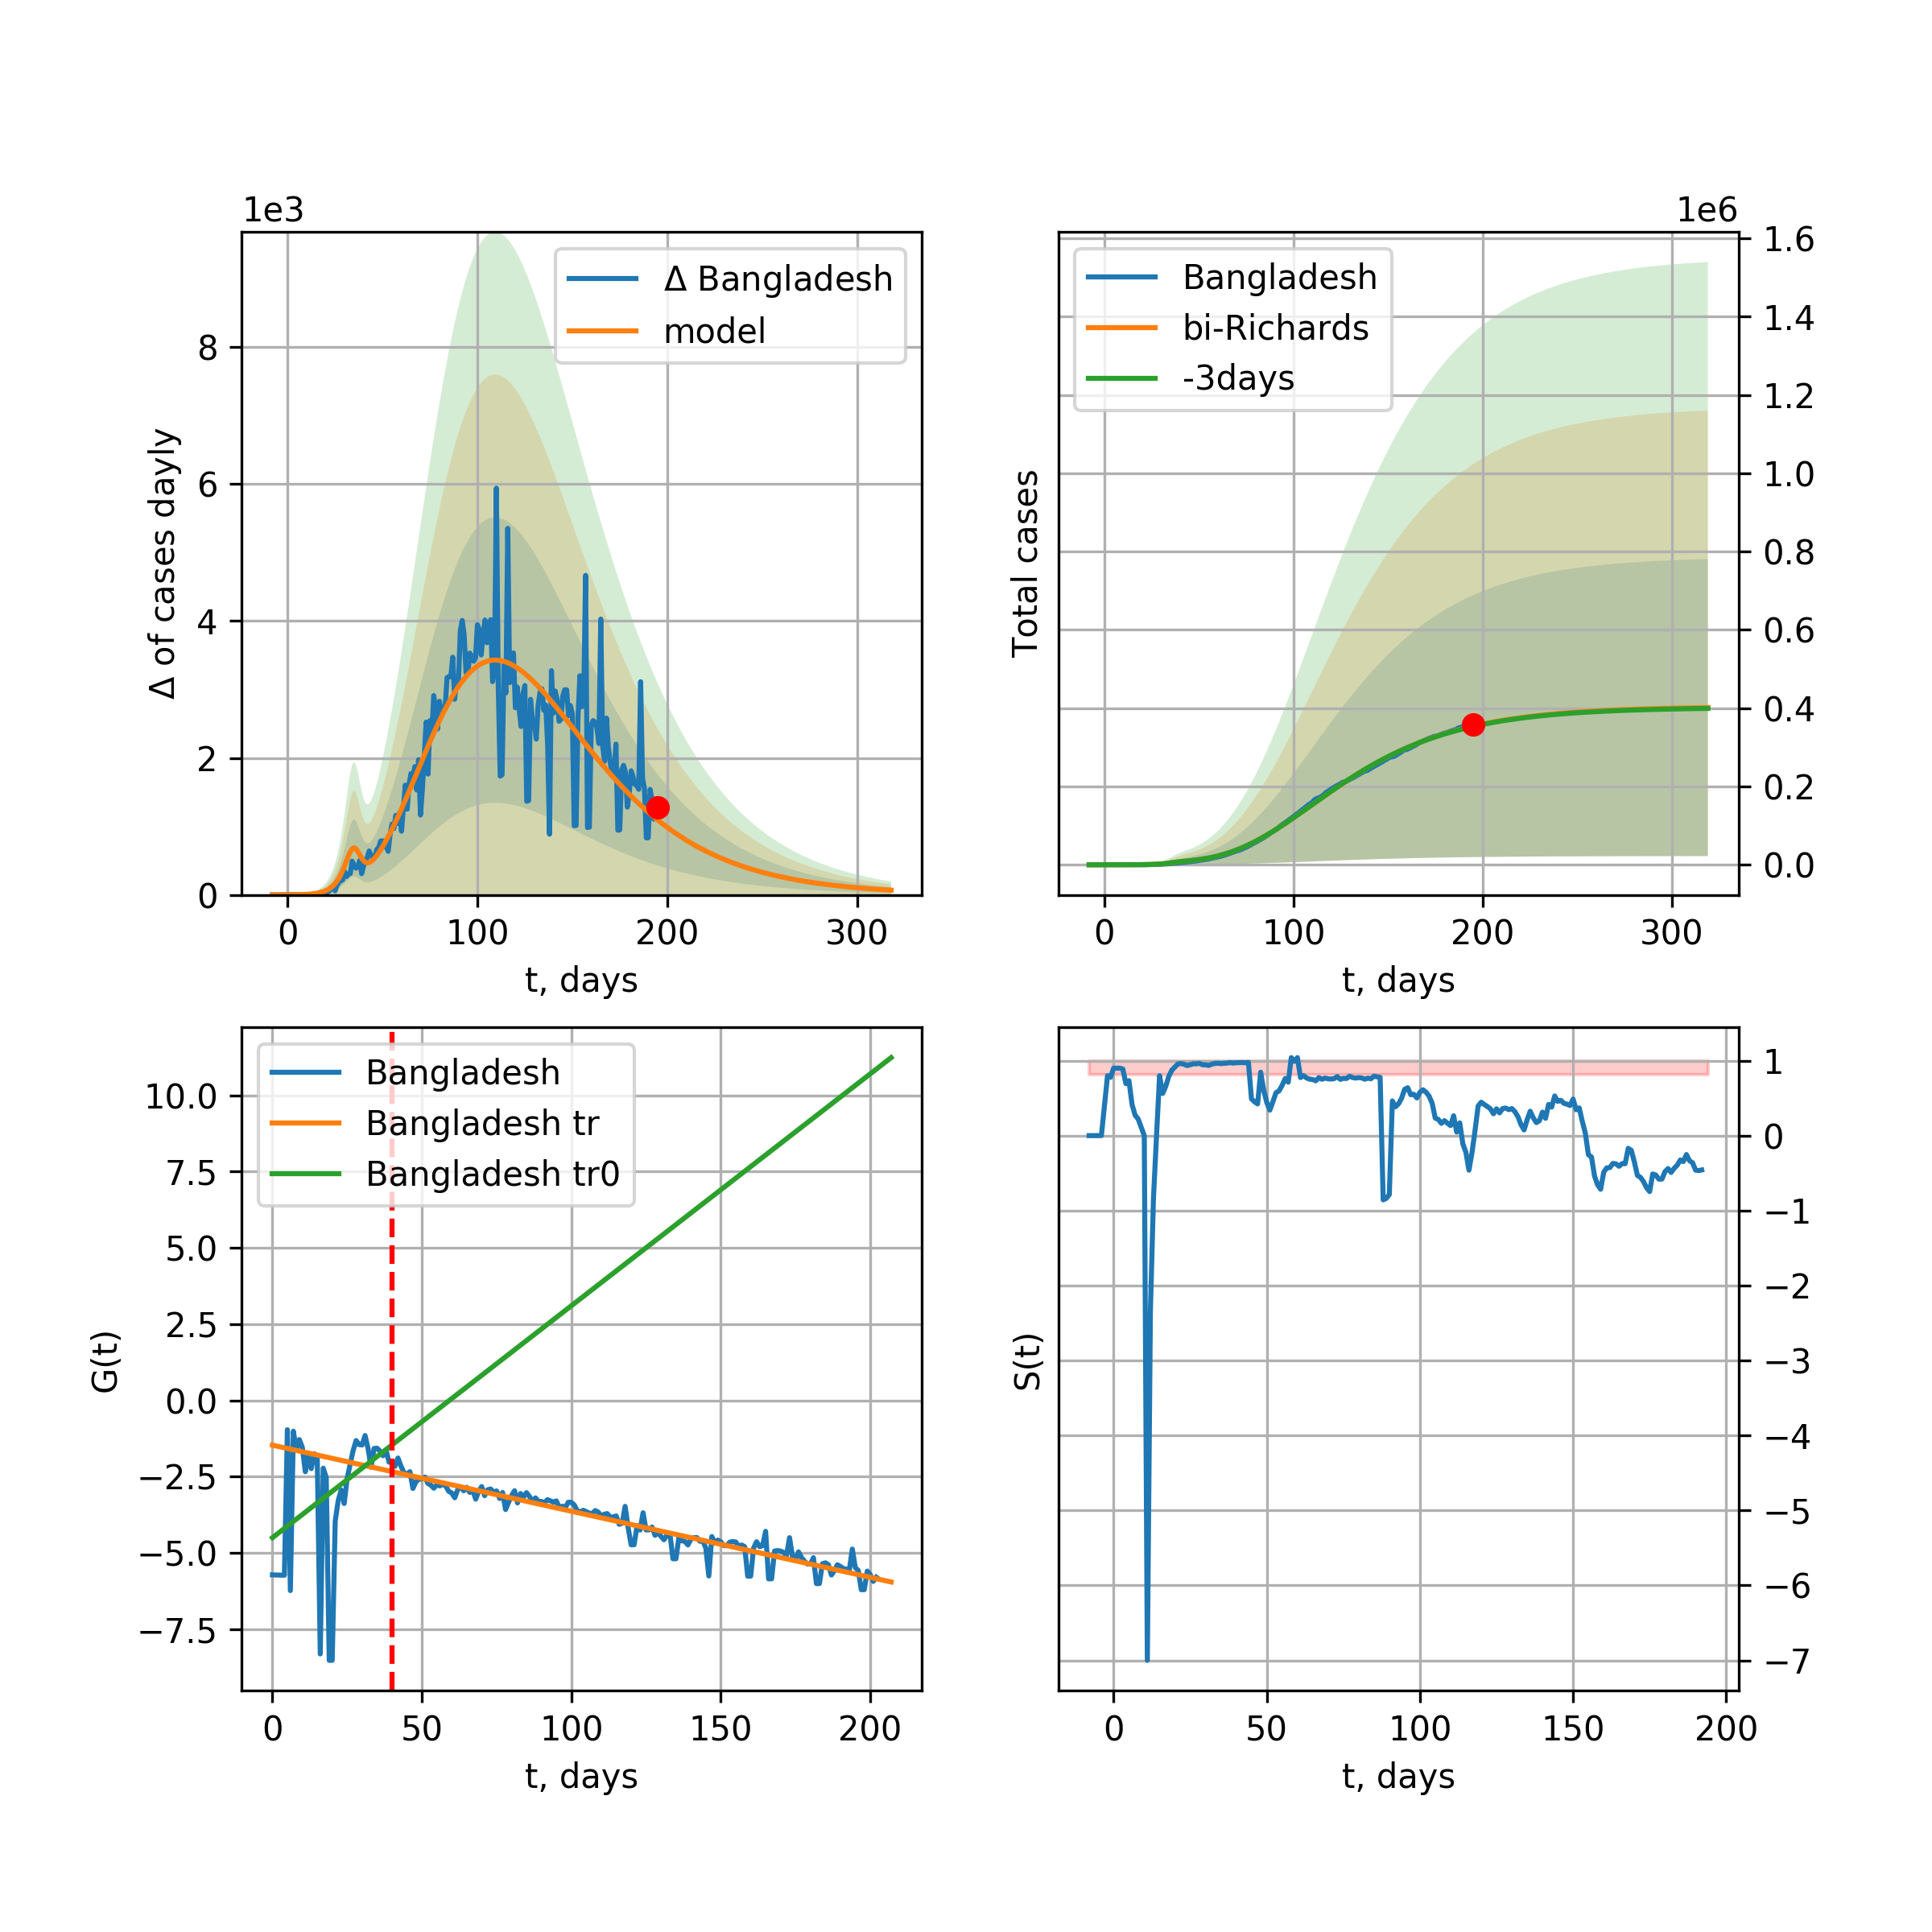 1e3
Δ Bangladesh
model
8
6
4
2
0
Δ of cases dayly
0 100 200 300
t, days
1e6
Bangladesh
bi-Richards
-3days
1.6
1.4
1.2
1.0
0.8
0.6
0.4
0.2
0.0
Total cases
0 100 200 300
t, days
Bangladesh
Bangladesh tr
Bangladesh tr0
10.0
7.5
5.0
2.5
0.0
−2.5
−5.0
−7.5
G(t)
0 50 100 150 200
t, days
1
0
−1
−2
−3
−4
−5
−6
−7
S(t)
0 50 100 150 200
t, days